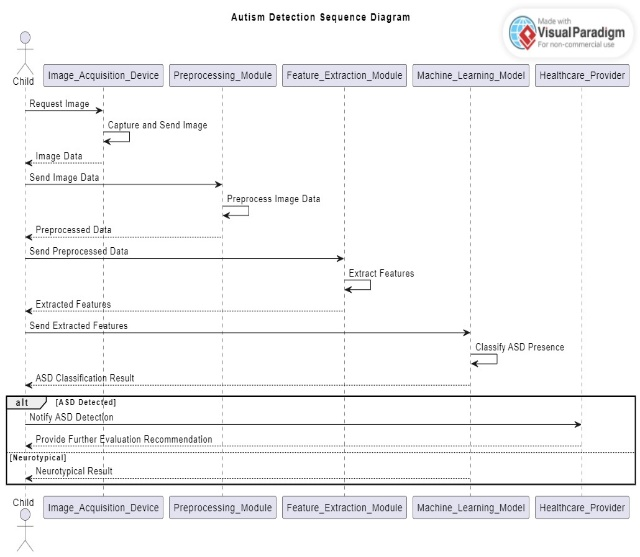 Autism Detection Sequence Diagram
Made with
Visual Paradigm
For non-commercial use
Child
Image_Acquisition_Device
Preprocessing_Module
Feature_Extraction_Module
Machine_Learning_Model
Healthcare_Provider
Request Image
Capture and Send Image
Image Data
Send Image Data
Preprocess Image Data
Preprocessed Data
Send Preprocessed Data
Extract Features
Extracted Features
Send Extracted Features
Classify ASD Presence
ASD Classification Result
alt [ASD Detected]
Notify ASD Detection
Provide Further Evaluation Recommendation
[Neurotypical]
Neurotypical Result
Child
Image_Acquisition_Device
Preprocessing_Module
Feature_Extraction_Module
Machine_Learning_Model
Healthcare_Provider